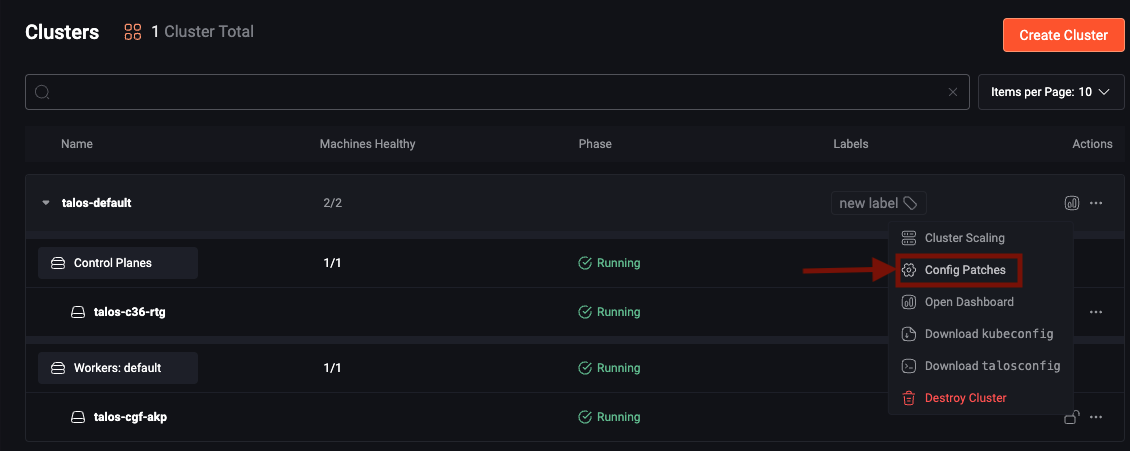 Clusters 1 Cluster Total
Create Cluster
Items per Page: 10
Name Machines Healthy Phase Labels Actions
talos-default 2/2 new label
Cluster Scaling
Control Planes 1/1 Running
Config Patches
Open Dashboard
talos-c36-rtg Running
Download kubeconfig
Workers: default 1/1 Running
Download talosconfig
Destroy Cluster
talos-cgf-akp Running